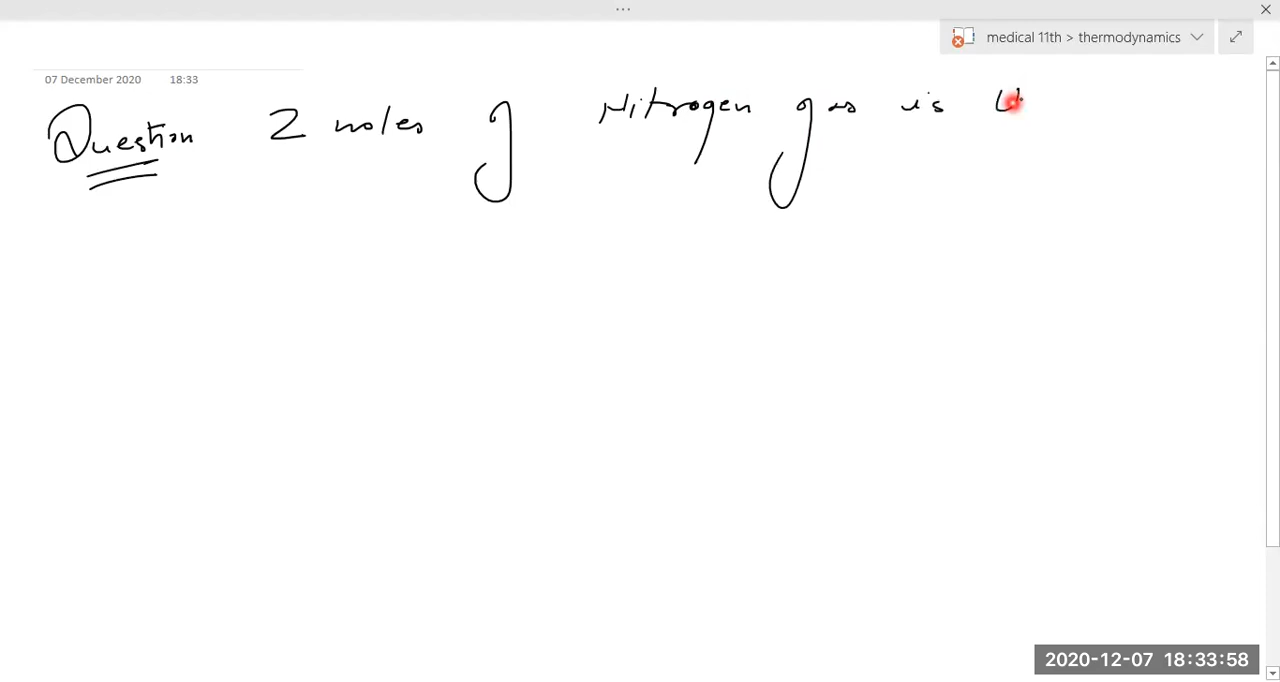 ...
medical 11th > thermodynamics
07 December 2020 18:33
Question 2 moles of Nitrogen gas is
2020-12-07 18:33:58